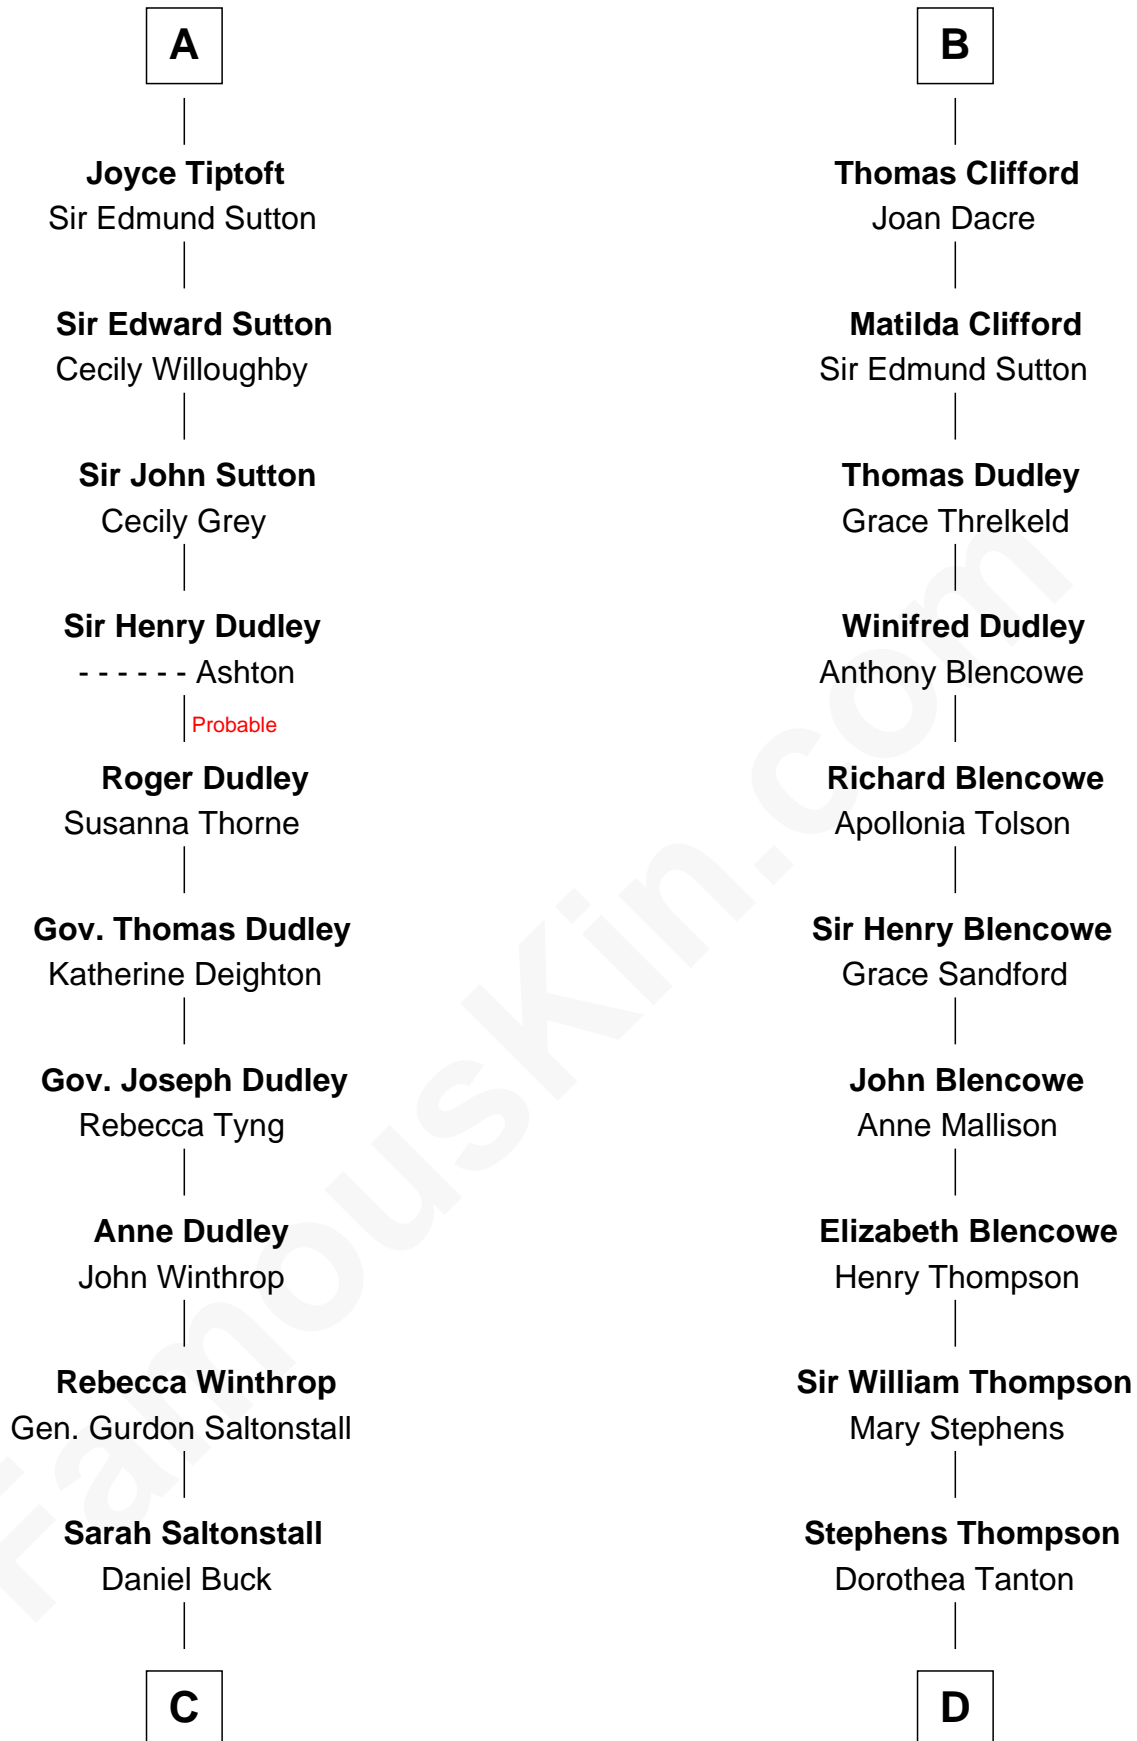 A
Joyce Tiptoft
Sir Edmund Sutton
Sir Edward Sutton
Cecily Willoughby
Sir John Sutton
Cecily Grey
Sir Henry Dudley
- - - - - - Ashton
Probable
Roger Dudley
Susanna Thorne
Gov. Thomas Dudley
Katherine Deighton
Gov. Joseph Dudley
Rebecca Tyng
Anne Dudley
John Winthrop
Rebecca Winthrop
Gen. Gurdon Saltonstall
Sarah Saltonstall
Daniel Buck
C
B
Thomas Clifford
Joan Dacre
Matilda Clifford
Sir Edmund Sutton
Thomas Dudley
Grace Threlkeld
Winifred Dudley
Anthony Blencowe
Richard Blencowe
Apollonia Tolson
Sir Henry Blencowe
Grace Sandford
John Blencowe
Anne Mallison
Elizabeth Blencowe
Henry Thompson
Sir William Thompson
Mary Stephens
Stephens Thompson
Dorothea Tanton
D
FamousKin.com